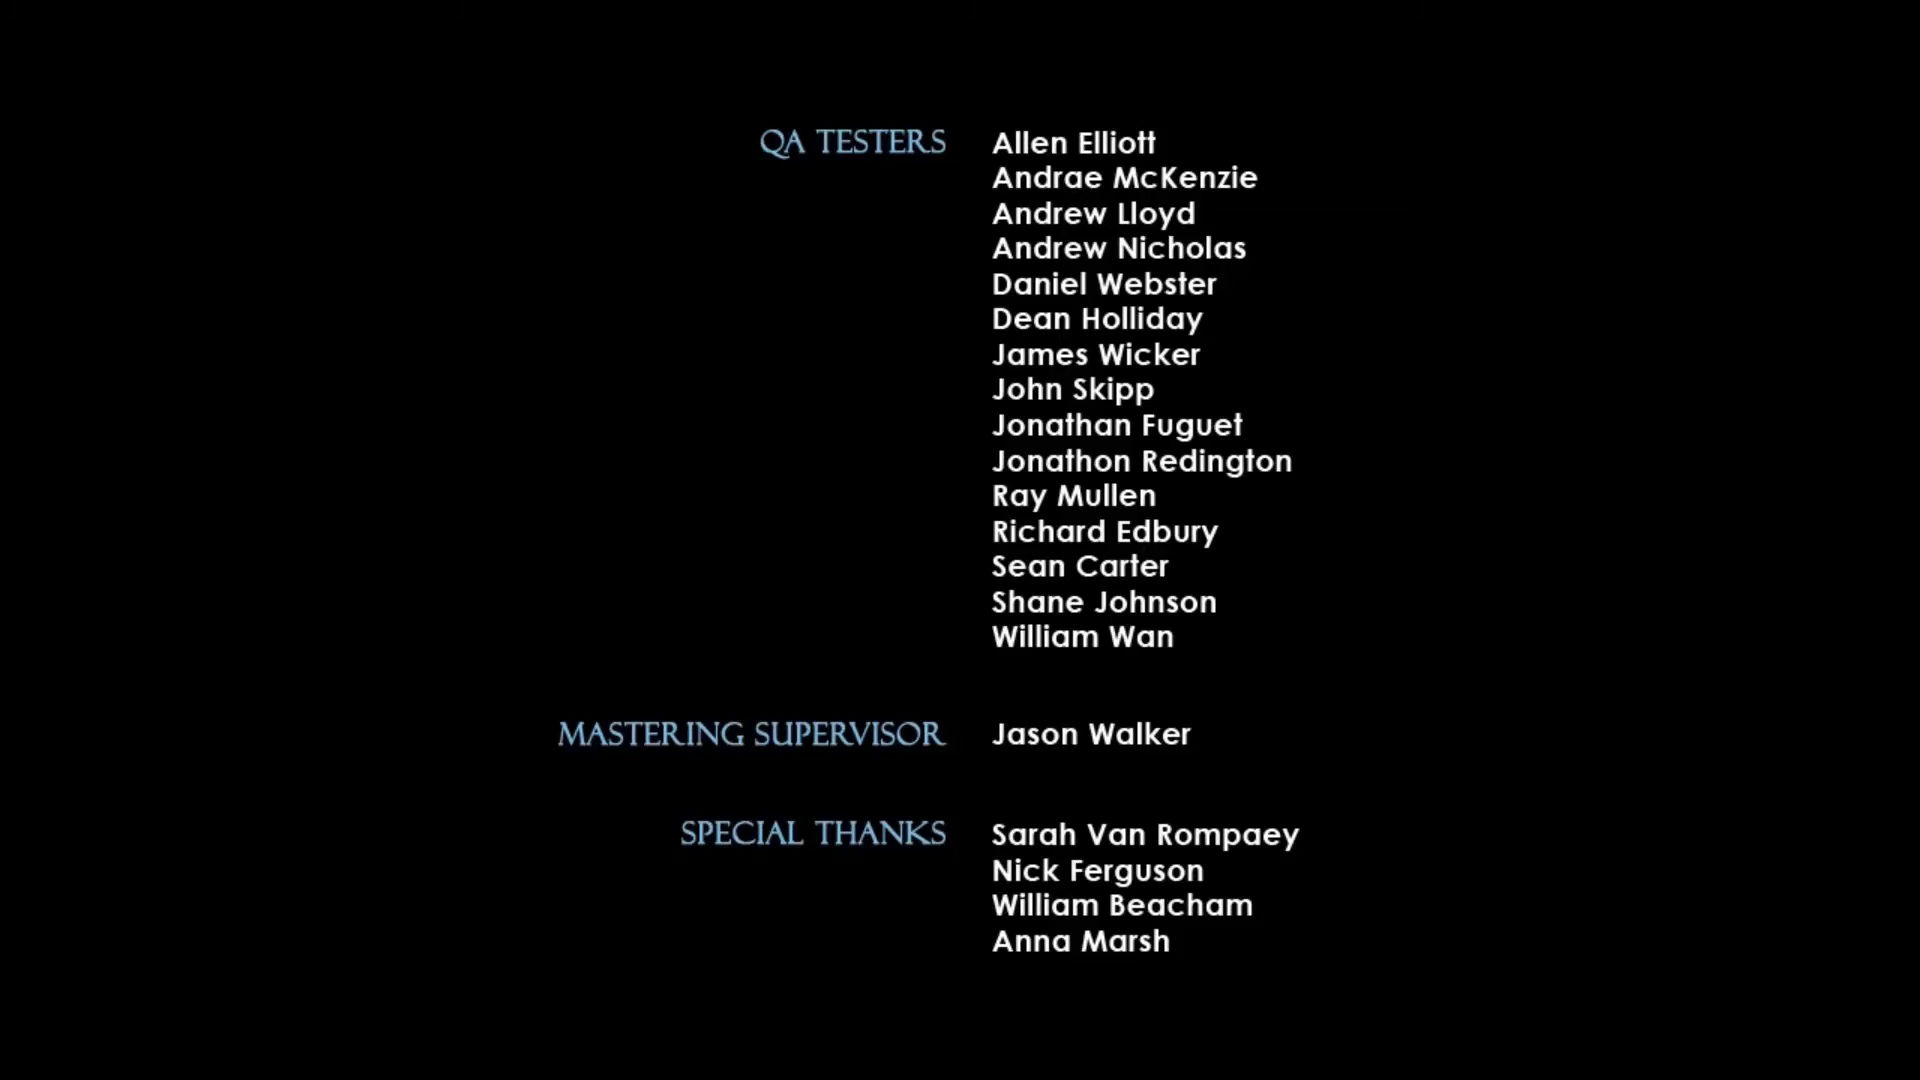 QA TESTERS Allen Elliott
Andrae McKenzie
Andrew Lloyd
Andrew Nicholas
Daniel Webster
Dean Holliday
James Wicker
John Skipp
Jonathan Fuguet
Jonathon Redington
Ray Mullen
Richard Edbury
Sean Carter
Shane Johnson
William Wan
MASTERING SUPERVISOR Jason Walker
SPECIAL THANKS Sarah Van Rompaey
Nick Ferguson
William Beacham
Anna Marsh